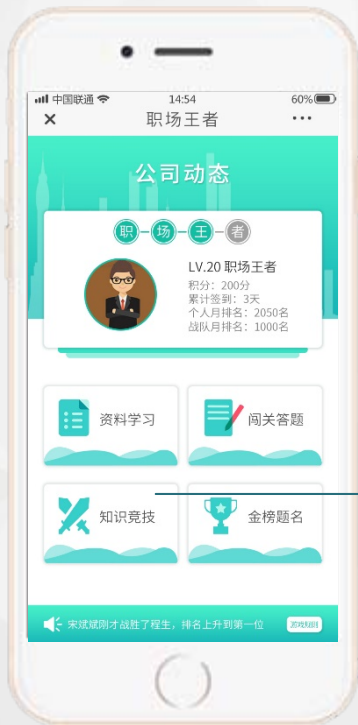 中国联通 14:54 60%
× 职场王者 ···
公司动态
职-场-王-者
LV.20 职场王者
积分：200分
累计签到：3天
个人月排名：2050名
战队月排名：1000名
资料学习 闯关答题
知识竞技 金榜题名
宋斌斌刚才战胜了程生，排名上升到第一位 游戏规则